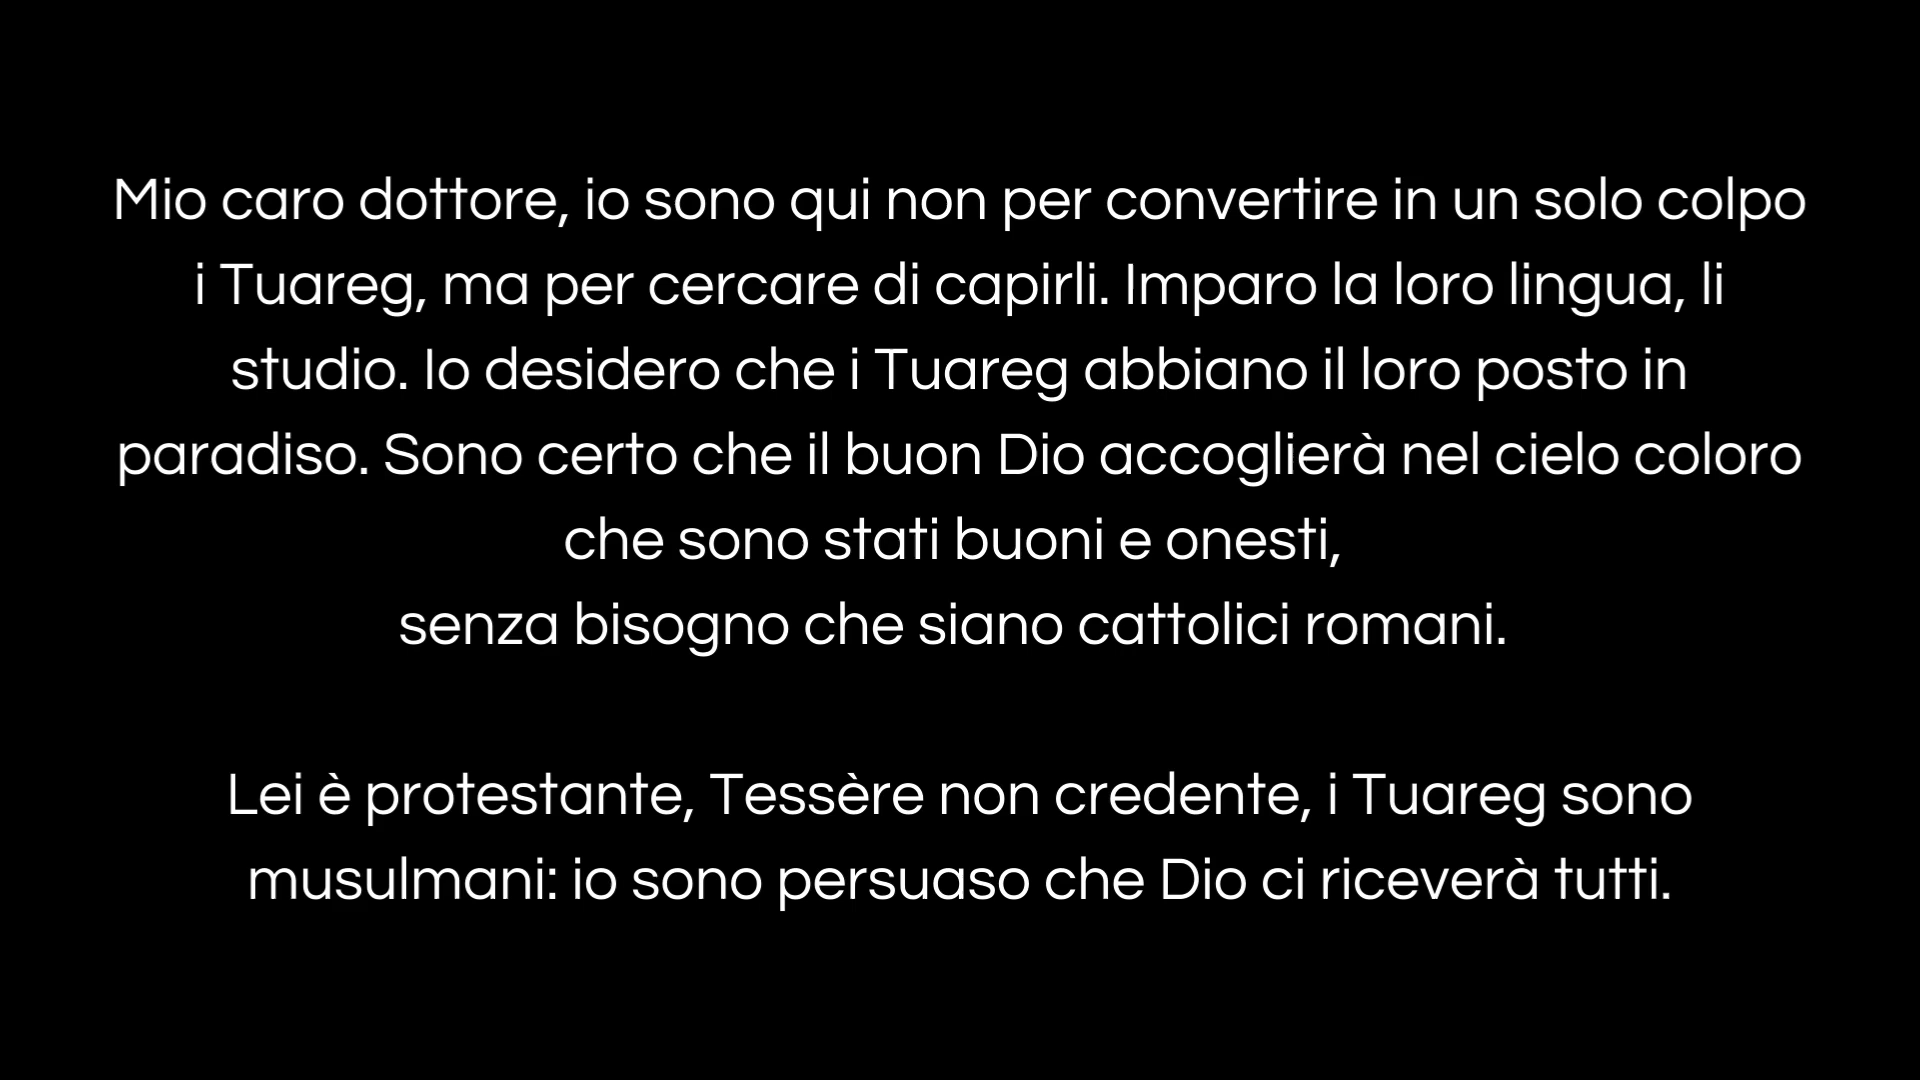 Mio caro dottore, io sono qui non per convertire in un solo colpo
i Tuareg, ma per cercare di capirli. Imparo la loro lingua, li
studio. Io desidero che i Tuareg abbiano il loro posto in
paradiso. Sono certo che il buon Dio accoglierà nel cielo coloro
che sono stati buoni e onesti,
senza bisogno che siano cattolici romani.
Lei è protestante, Tessère non credente, i Tuareg sono
musulmani: io sono persuaso che Dio ci riceverà tutti.